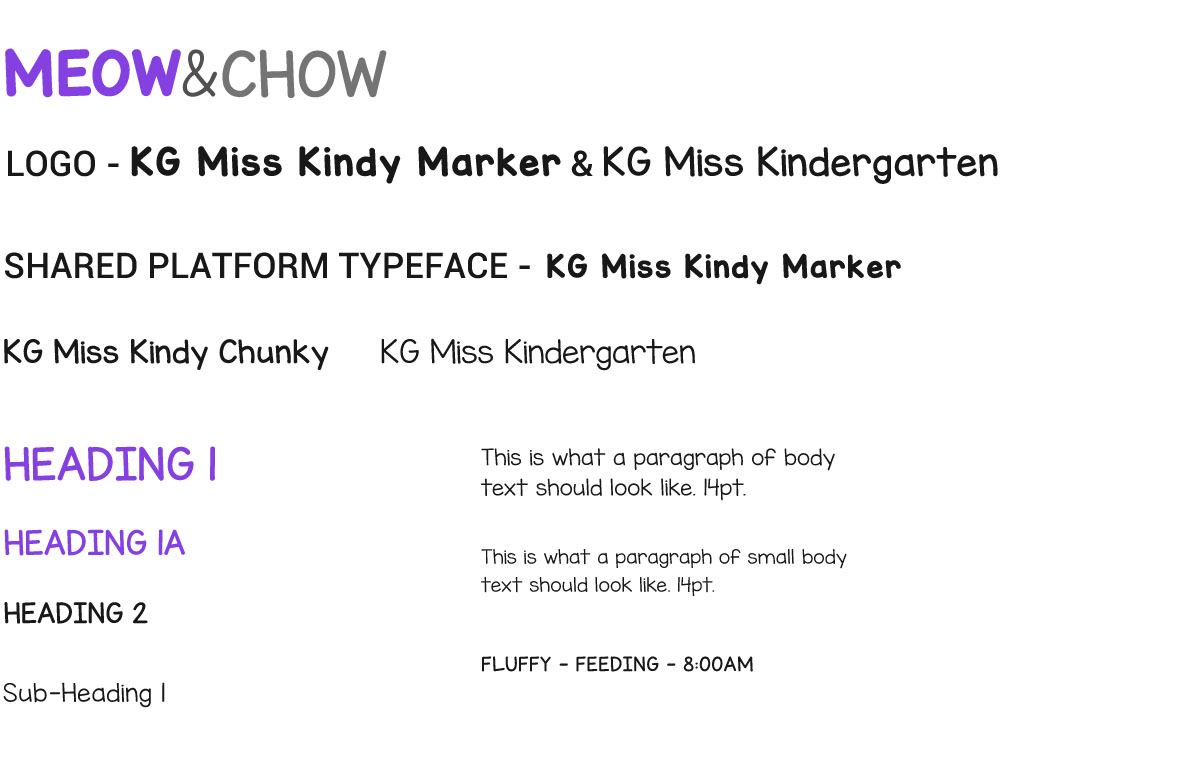 MEOW&CHOW
LOGO - KG Miss Kindy Marker & KG Miss Kindergarten
SHARED PLATFORM TYPEFACE - KG Miss Kindy Marker
KG Miss Kindy Chunky KG Miss Kindergarten
HEADING 1
HEADING 1A
HEADING 2
Sub-Heading 1
This is what a paragraph of body
text should look like. 14pt.
This is what a paragraph of small body
text should look like. 14pt.
FLUFFY - FEEDING - 8:00AM